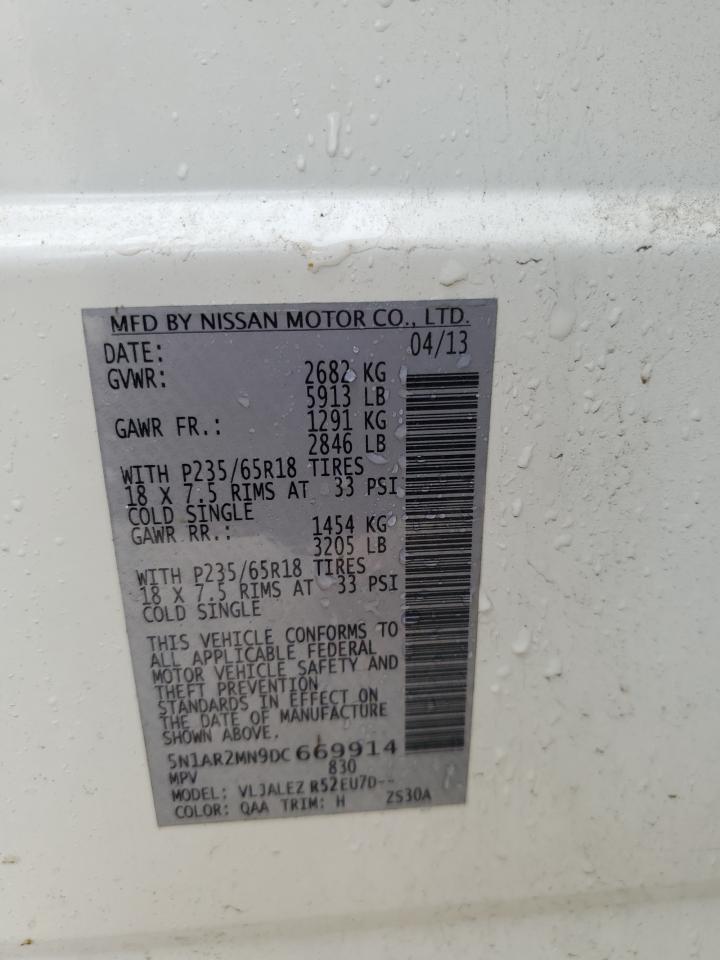 MFD BY NISSAN MOTOR CO., LTD.
DATE: 04/13
GVWR: 2682 KG
5913 LB
GAWR FR.: 1291 KG
2846 LB
WITH P235/65R18 TIRES
18 X 7.5 RIMS AT 33 PSI
COLD SINGLE
GAWR RR.: 1454 KG
3205 LB
WITH P235/65R18 TIRES
18 X 7.5 RIMS AT 33 PSI
COLD SINGLE
THIS VEHICLE CONFORMS TO
ALL APPLICABLE FEDERAL
MOTOR VEHICLE SAFETY AND
THEFT PREVENTION
STANDARDS IN EFFECT ON
THE DATE OF MANUFACTURE
SHOWN ABOVE.
5N1AR2MN9DC669914
MPV 830
MODEL: VLJALEZ R52EU7D--
COLOR: QAA TRIM: H ZS30A